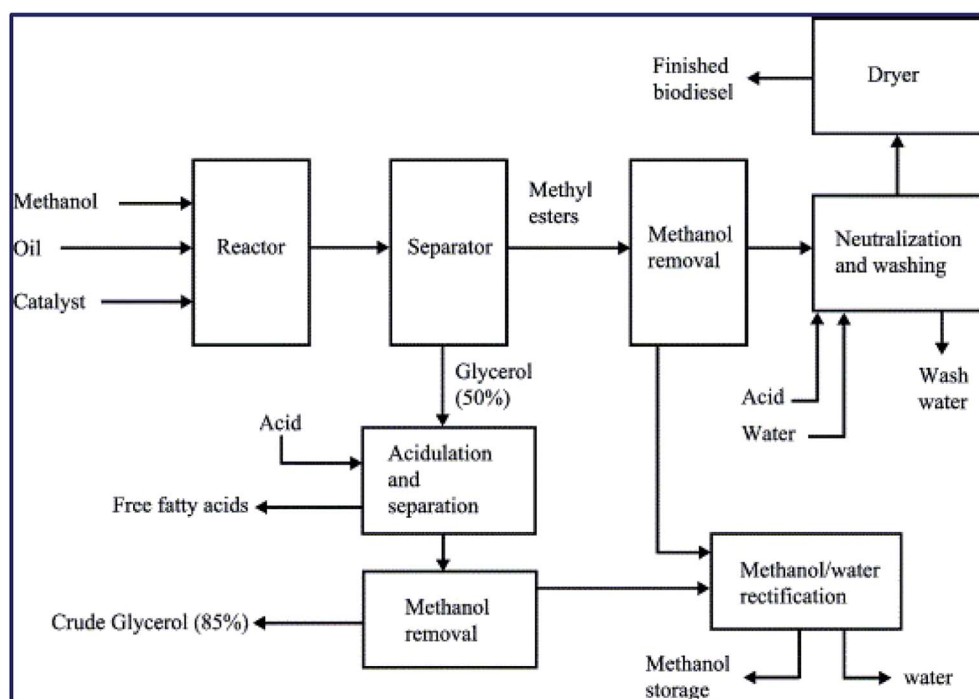 Finished
biodiesel
Dryer
Methanol
Oil
Catalyst
Reactor
Separator
Methyl
esters
Methanol
removal
Neutralization
and washing
Glycerol
(50%)
Acid
Water
Wash
water
Acid
Acidulation
and
separation
Free fatty acids
Methanol
removal
Crude Glycerol (85%)
Methanol/water
rectification
Methanol
storage
water